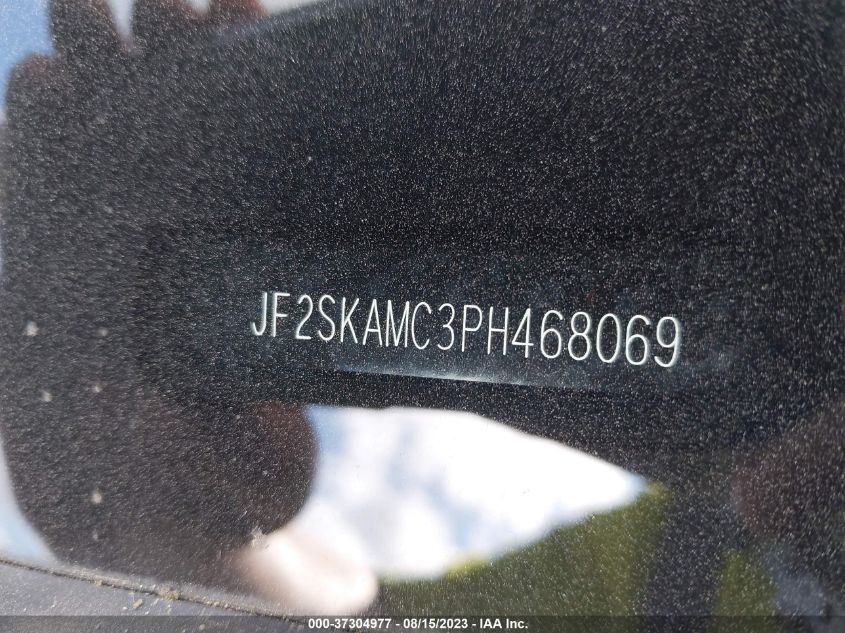 JF2SKAMC3PH468069
000-37304977 - 08/15/2023 - IAA Inc.